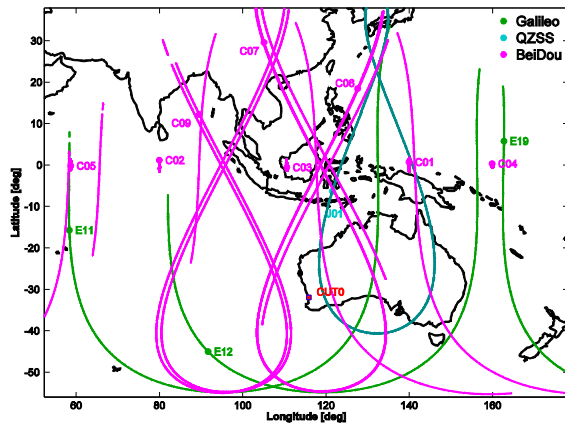 Galileo
QZSS
BeiDou
C07
C06
C09
E19
C05
C02
C03
C01
C04
J01
E11
CUT0
E12
30
20
10
0
-10
-20
-30
-40
-50
Latitude [deg]
60
80
100
120
140
160
Longitude [deg]